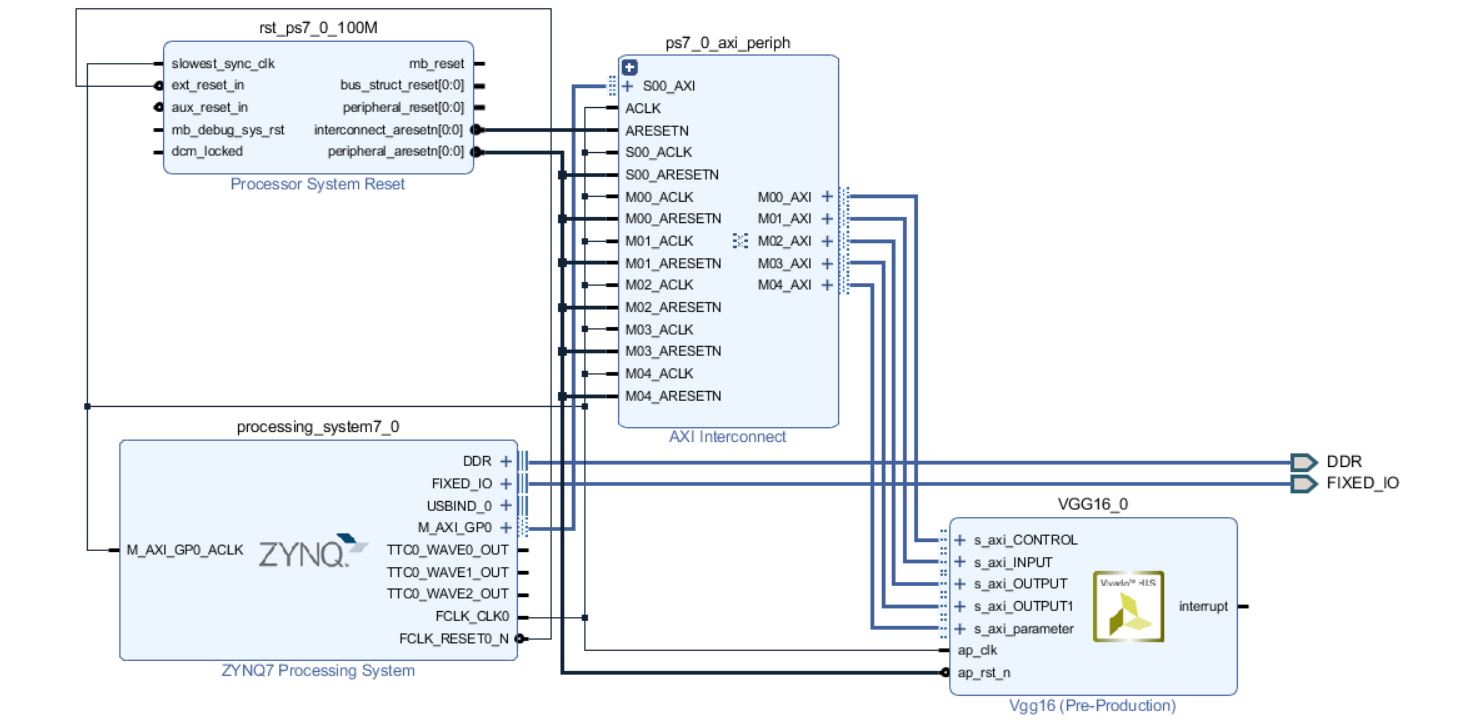 rst_ps7_0_100M
slowest_sync_clk
ext_reset_in
aux_reset_in
mb_debug_sys_rst
dcm_locked
mb_reset
bus_struct_reset[0:0]
peripheral_reset[0:0]
interconnect_aresetn[0:0]
peripheral_aresetn[0:0]
Processor System Reset
ps7_0_axi_periph
S00_AXI
ACLK
ARESETN
S00_ACLK
S00_ARESETN
M00_ACLK
M00_ARESETN
M01_ACLK
M01_ARESETN
M02_ACLK
M02_ARESETN
M03_ACLK
M03_ARESETN
M04_ACLK
M04_ARESETN
M00_AXI
M01_AXI
M02_AXI
M03_AXI
M04_AXI
AXI Interconnect
processing_system7_0
M_AXI_GP0_ACLK
ZYNQ
DDR
FIXED_IO
USBIND_0
M_AXI_GP0
TTC0_WAVE0_OUT
TTC0_WAVE1_OUT
TTC0_WAVE2_OUT
FCLK_CLK0
FCLK_RESET0_N
ZYNQ7 Processing System
DDR
FIXED_IO
VGG16_0
s_axi_CONTROL
s_axi_INPUT
s_axi_OUTPUT
s_axi_OUTPUT1
s_axi_parameter
ap_clk
ap_rst_n
Vivado™ HLS
interrupt
Vgg16 (Pre-Production)